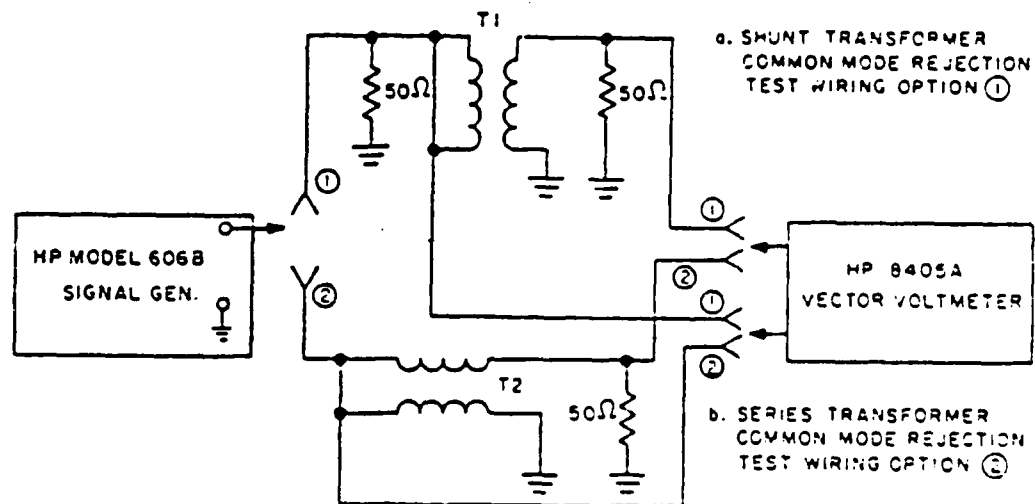 T1
a. SHUNT TRANSFORMER
COMMON MODE REJECTION
TEST WIRING OPTION ①
50Ω
50Ω
①
HP MODEL 606B
SIGNAL GEN.
②
①
②
①
②
HP 8405A
VECTOR VOLTMETER
T2
50Ω
b. SERIES TRANSFORMER
COMMON MODE REJECTION
TEST WIRING OPTION ②